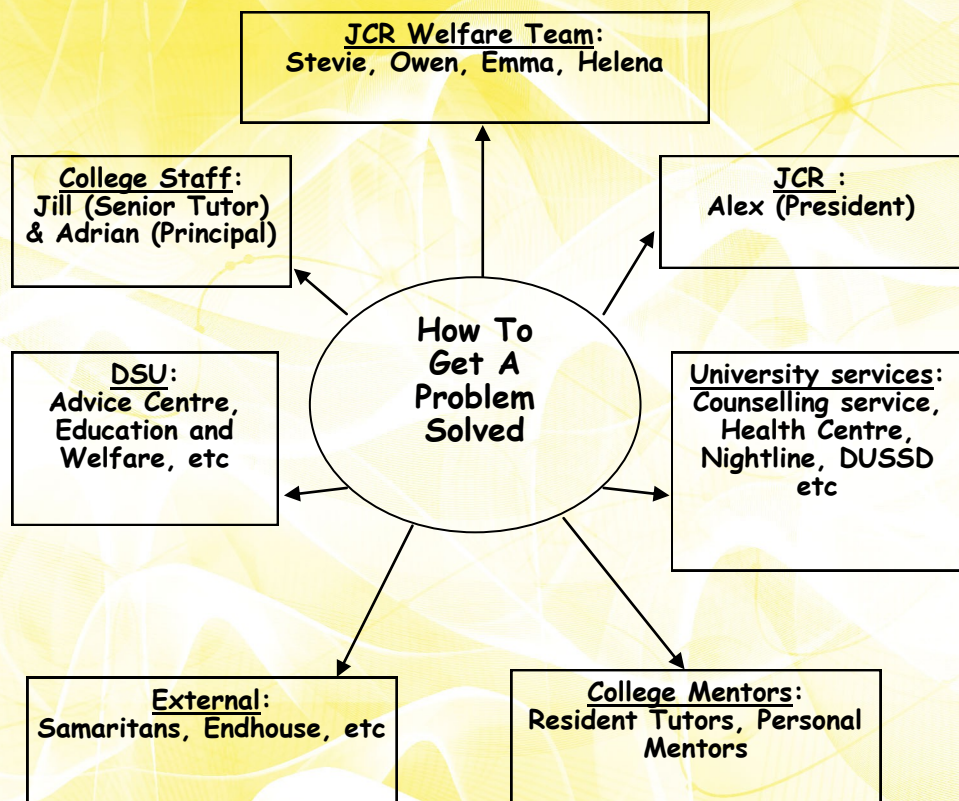 JCR Welfare Team:
Stevie, Owen, Emma, Helena
College Staff:
Jill (Senior Tutor)
& Adrian (Principal)
JCR :
Alex (President)
How To
Get A
Problem
Solved
DSU:
Advice Centre,
Education and
Welfare, etc
University services:
Counselling service,
Health Centre,
Nightline, DUSSD
etc
External:
Samaritans, Endhouse, etc
College Mentors:
Resident Tutors, Personal
Mentors